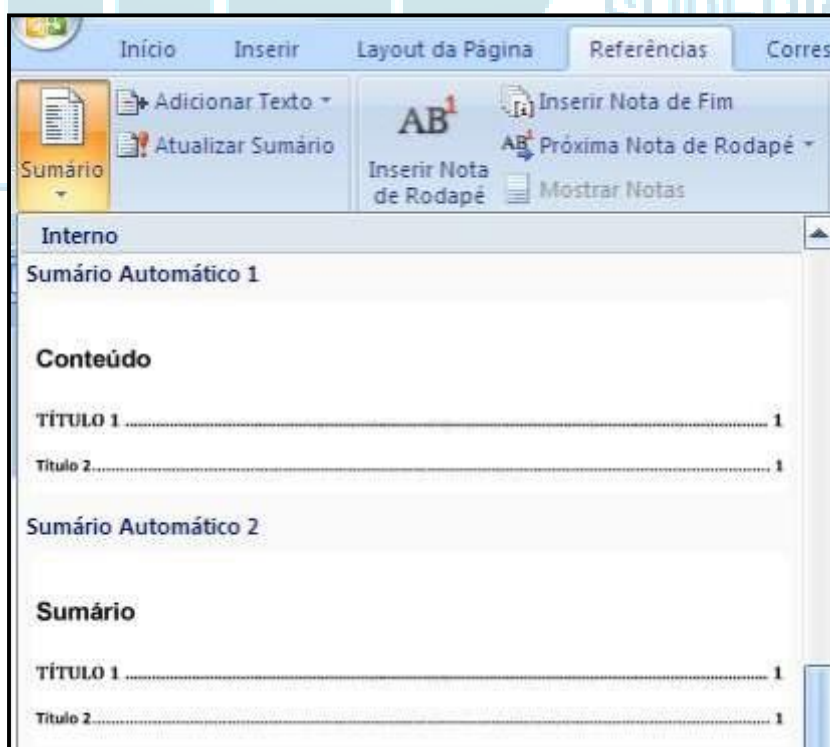 Início Inserir Layout da Página Referências Corres
Sumário
Adicionar Texto
Atualizar Sumário
AB1
Inserir Nota
de Rodapé
Inserir Nota de Fim
AB1 Próxima Nota de Rodapé
Mostrar Notas
Interno
Sumário Automático 1
Conteúdo
TÍTULO 1 1
Título 2 1
Sumário Automático 2
Sumário
TÍTULO 1 1
Título 2 1